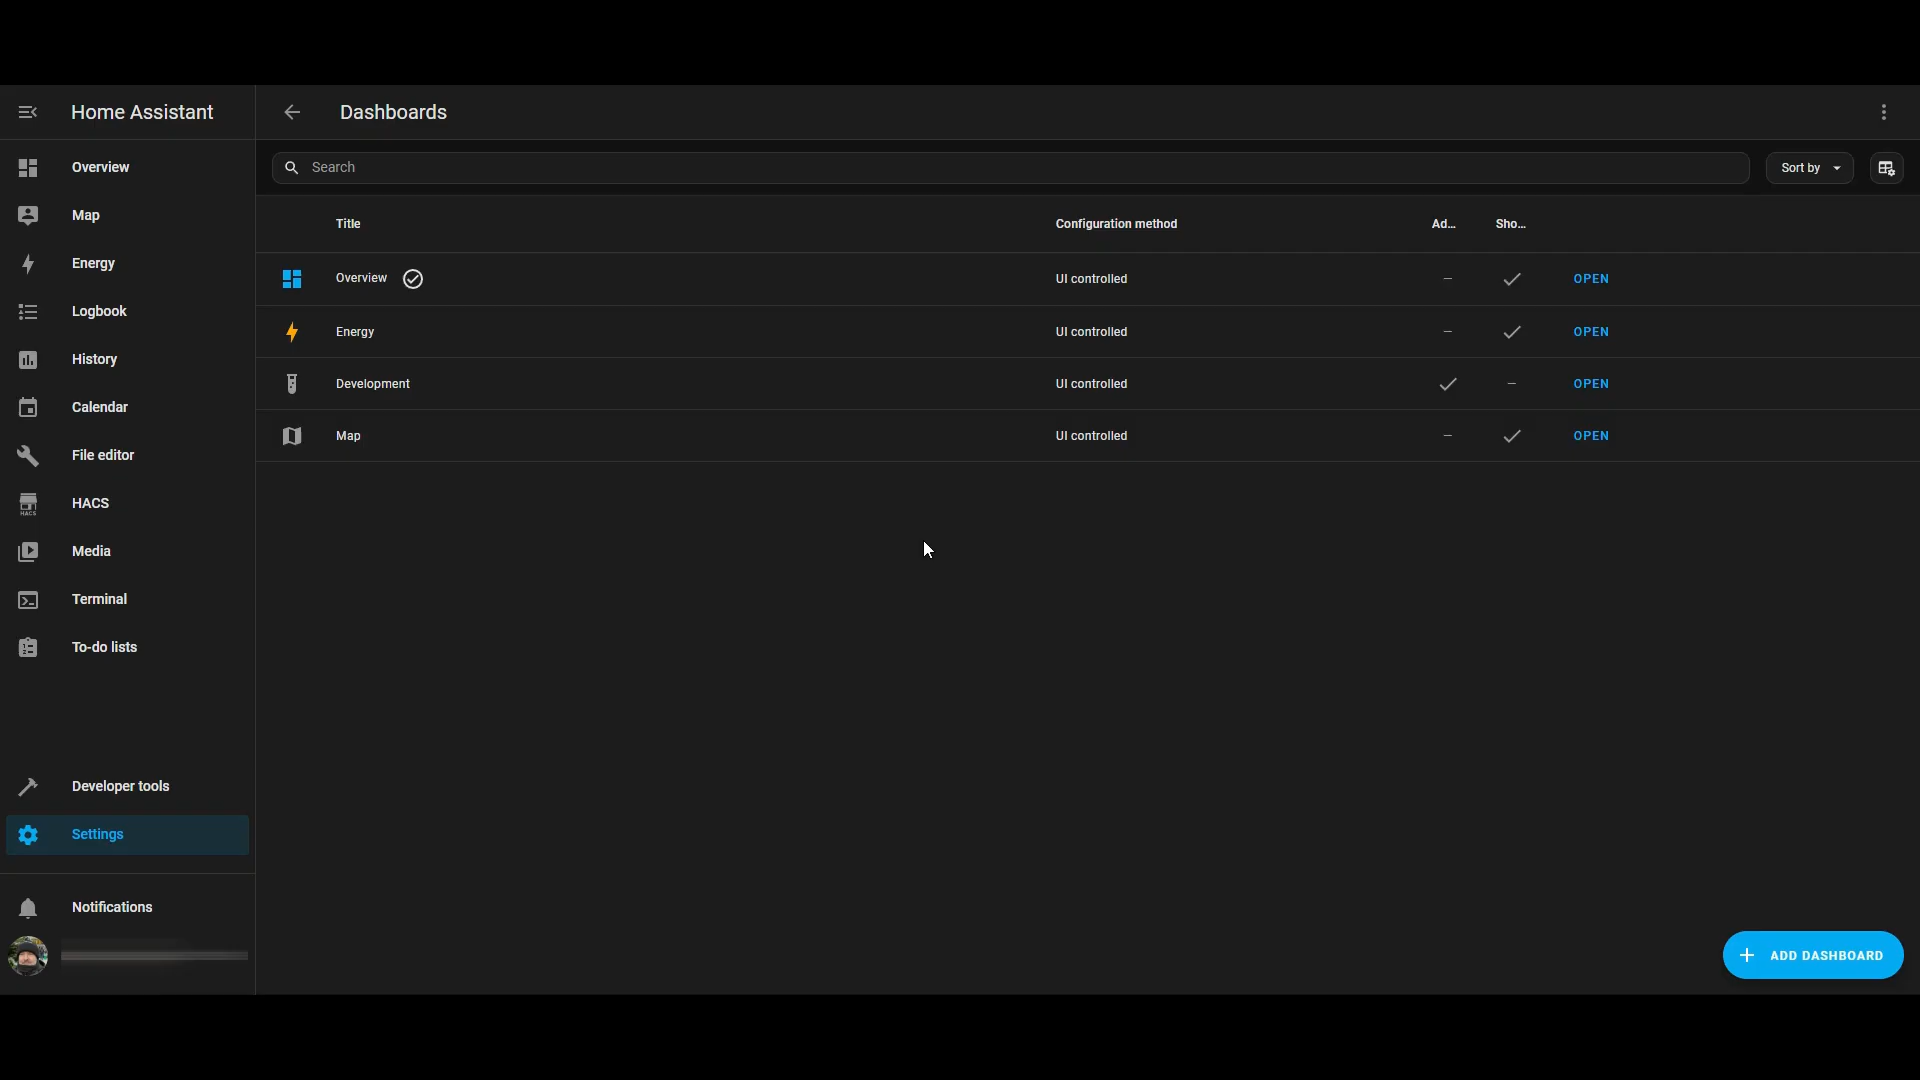 Home Assistant
Dashboards
Overview
Map
Energy
Logbook
History
Calendar
File editor
HACS
HACS
Media
Terminal
To-do lists
Developer tools
Settings
Notifications
Search
Sort by
Title Configuration method Ad... Sho...
Overview UI controlled – OPEN
Energy UI controlled – OPEN
Development UI controlled – OPEN
Map UI controlled – OPEN
ADD DASHBOARD